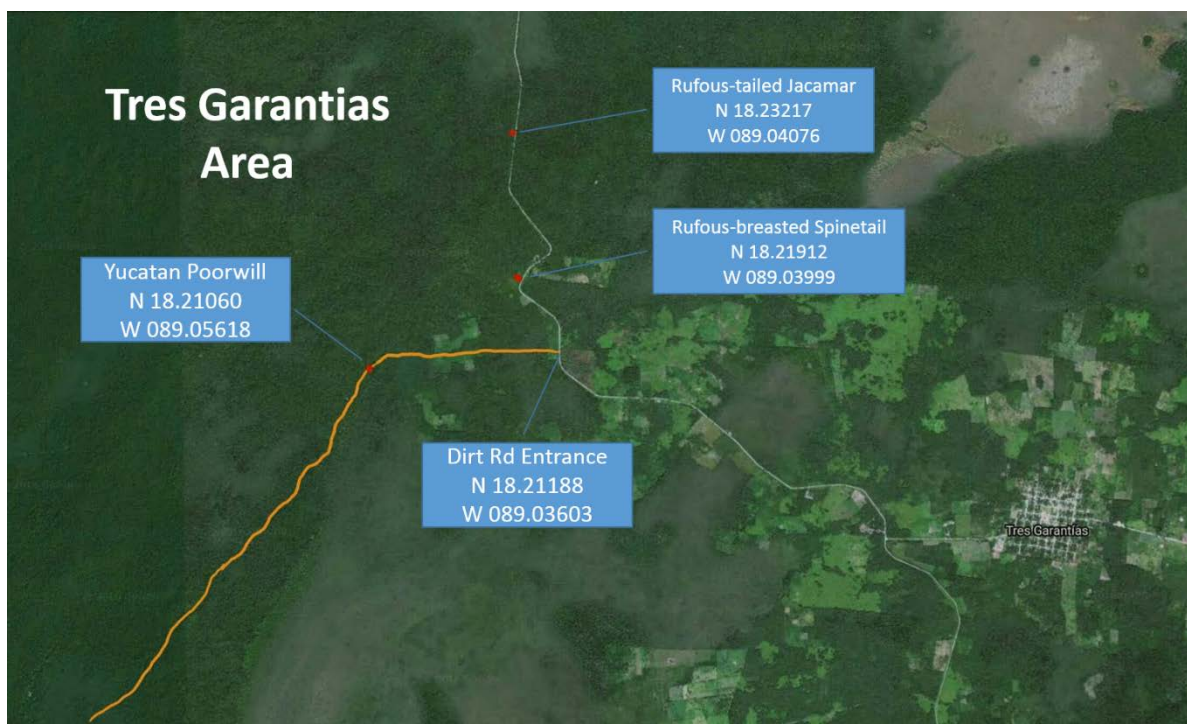 Tres Garantias
Area
Rufous-tailed Jacamar
N 18.23217
W 089.04076
Rufous-breasted Spinetail
N 18.21912
W 089.03999
Yucatan Poorwill
N 18.21060
W 089.05618
Dirt Rd Entrance
N 18.21188
W 089.03603
Tres Garantías